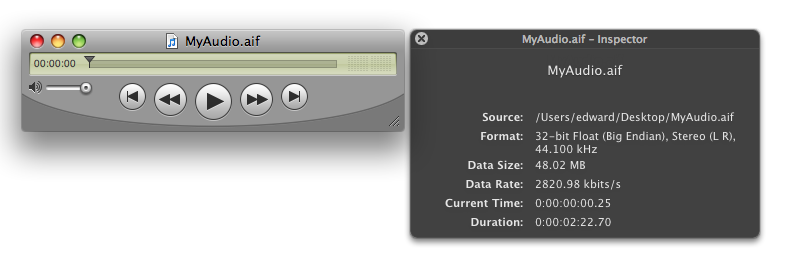 MyAudio.aif
00:00:00
MyAudio.aif – Inspector
MyAudio.aif
Source: /Users/edward/Desktop/MyAudio.aif
Format: 32-bit Float (Big Endian), Stereo (L R),
44.100 kHz
Data Size: 48.02 MB
Data Rate: 2820.98 kbits/s
Current Time: 0:00:00:00.25
Duration: 0:00:02:22.70